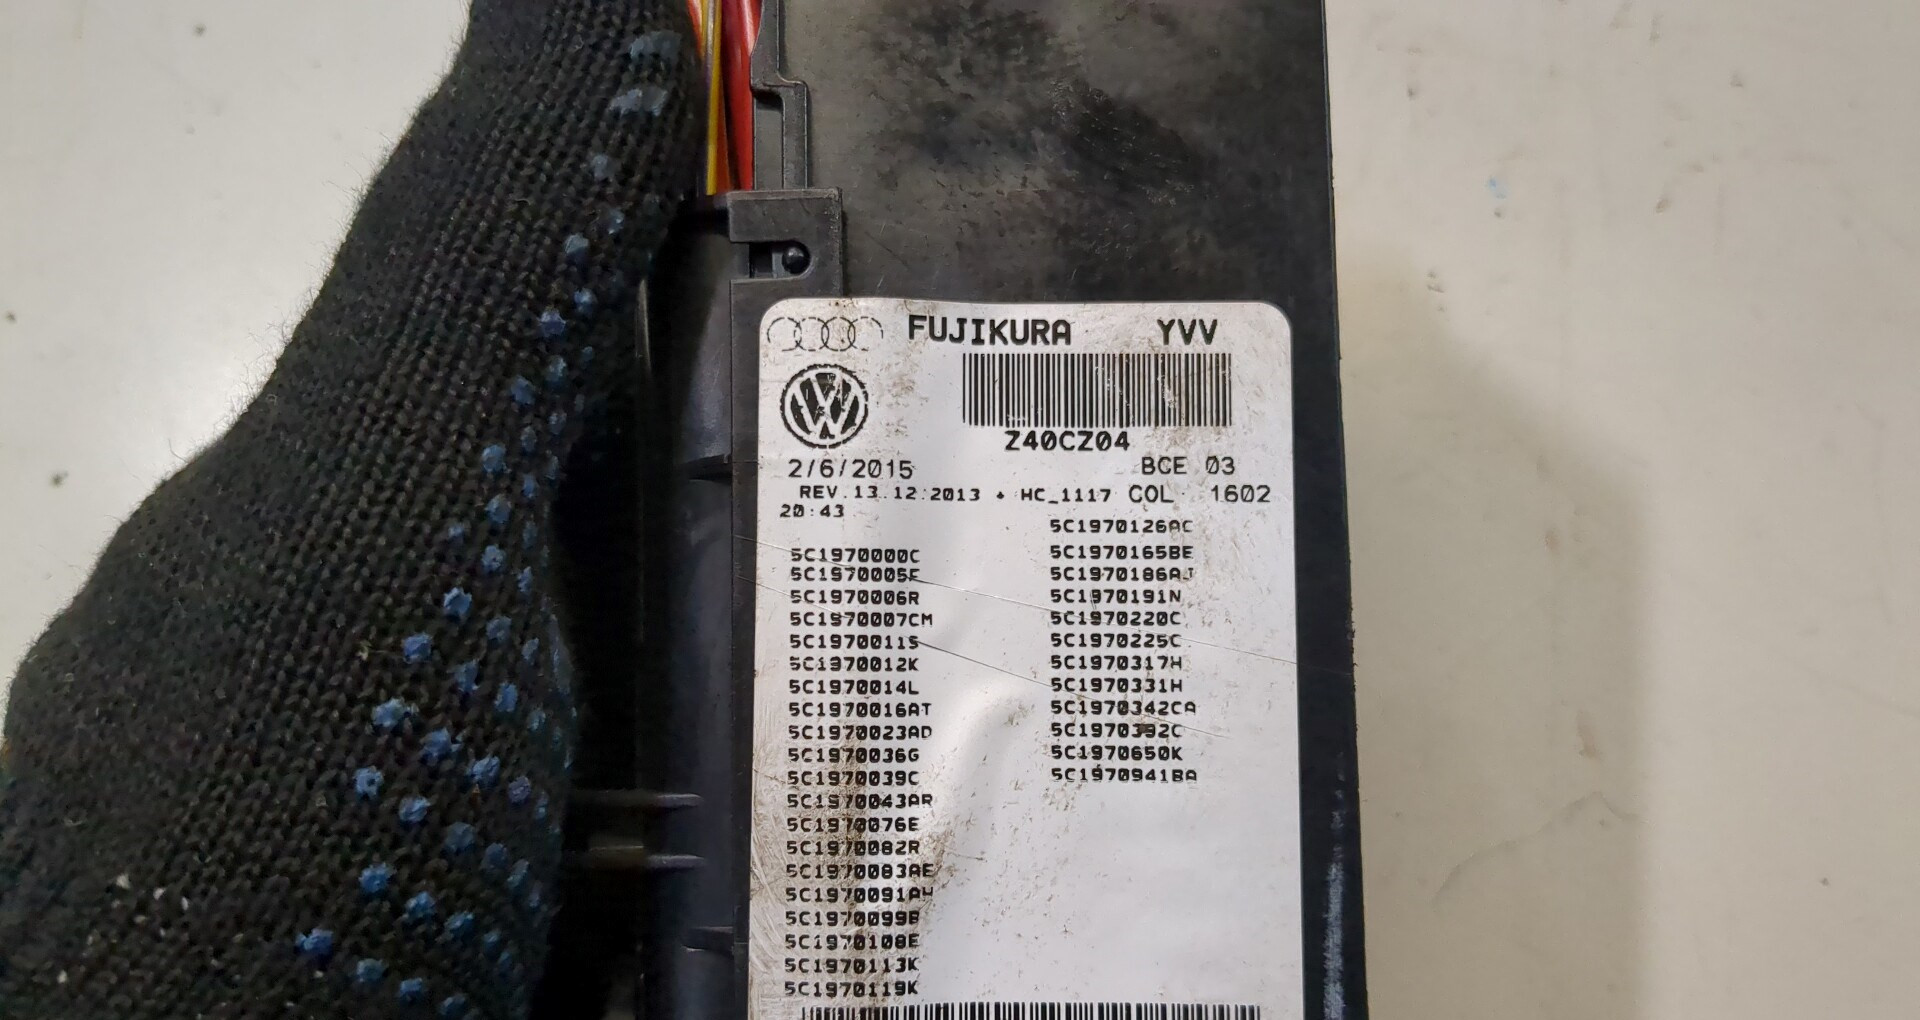 FUJIKURA YVV
Z40CZ04
2/6/2015 BCE 03
REV.13.12.2013 + HC_1117 COL 1602
20:43
5C1970000C
5C1970005E
5C1970006R
5C1970007CM
5C1970011S
5C1970012K
5C1970014L
5C1970016AT
5C1970023AD
5C1970036G
5C1970039C
5C1970043AR
5C1970076E
5C1970082R
5C1970083AE
5C1970091AH
5C1970099B
5C1970108E
5C1970113K
5C1970119K
5C1970126AC
5C1970165BE
5C1970186AJ
5C1970191N
5C1970220C
5C1970225C
5C1970317H
5C1970331H
5C1970342CA
5C1970392C
5C1970650K
5C1970941BA